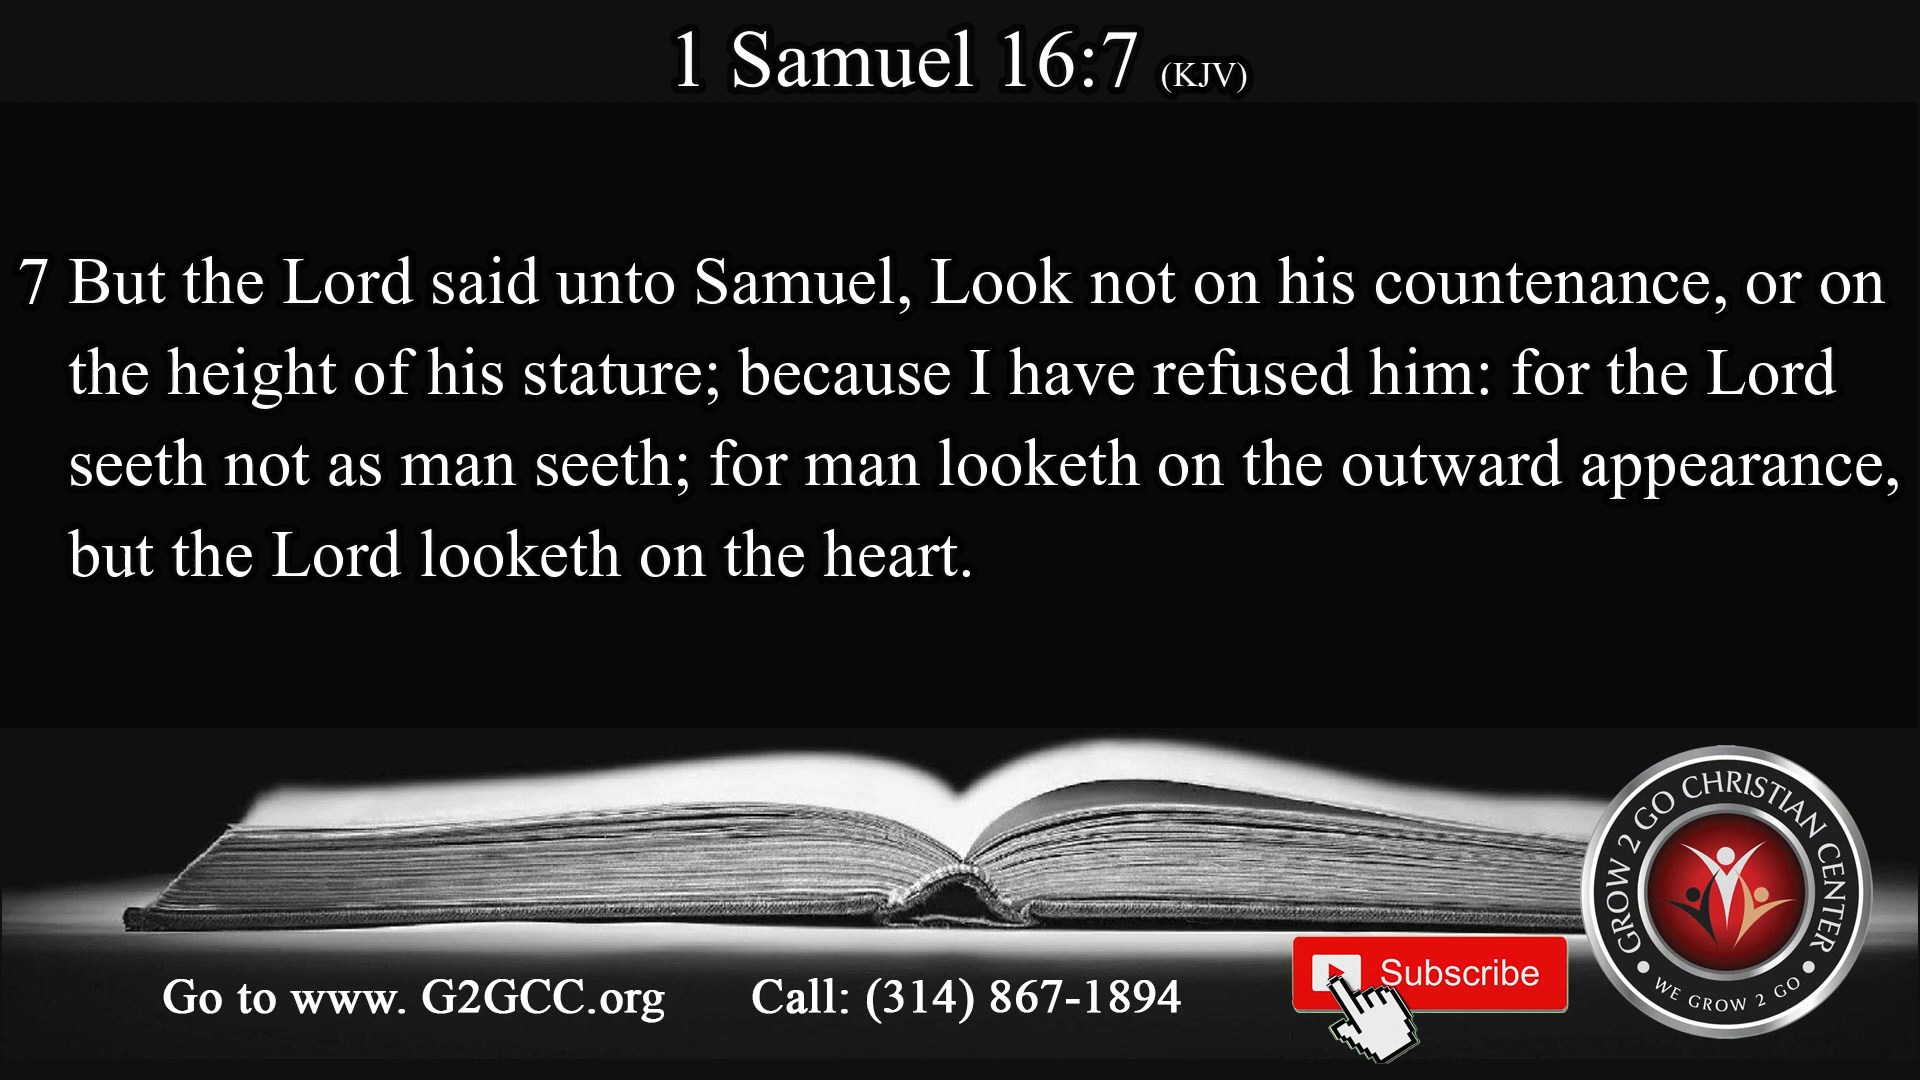 1 Samuel 16:7 (KJV)
7 But the Lord said unto Samuel, Look not on his countenance, or on
the height of his stature; because I have refused him: for the Lord
seeth not as man seeth; for man looketh on the outward appearance,
but the Lord looketh on the heart.
GROW 2 GO CHRISTIAN CENTER
WE GROW 2 GO
Subscribe
Go to www. G2GCC.org Call: (314) 867-1894